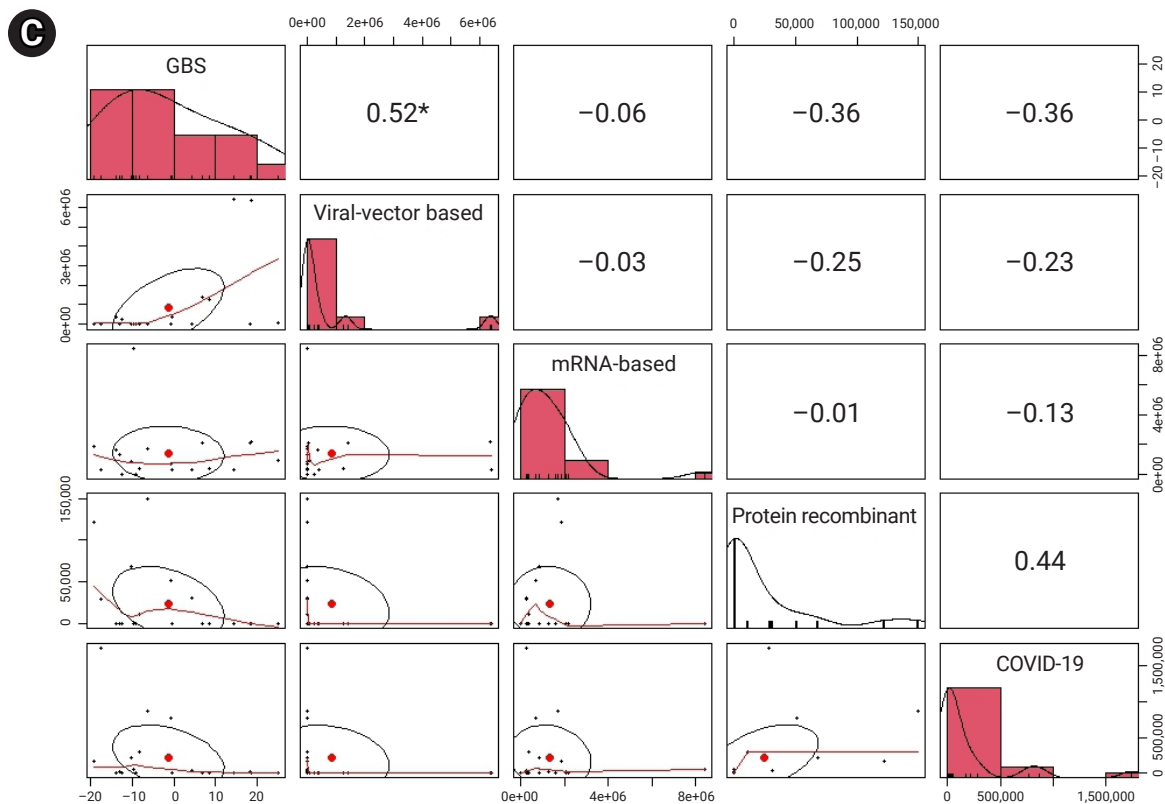 C
0e+00 2e+06 4e+06 6e+06
0 50,000 100,000 150,000
GBS
0.52*
−0.06
−0.36
−0.36
−20 −10 0 10 20
0e+00 3e+06 6e+06
Viral-vector based
−0.03
−0.25
−0.23
mRNA-based
−0.01
−0.13
0e+00 4e+06 8e+06
0 50,000 150,000
Protein recombinant
0.44
COVID-19
0 500,000 1,500,000
−20 −10 0 10 20
0e+00 4e+06 8e+06
0 500,000 1,500,000